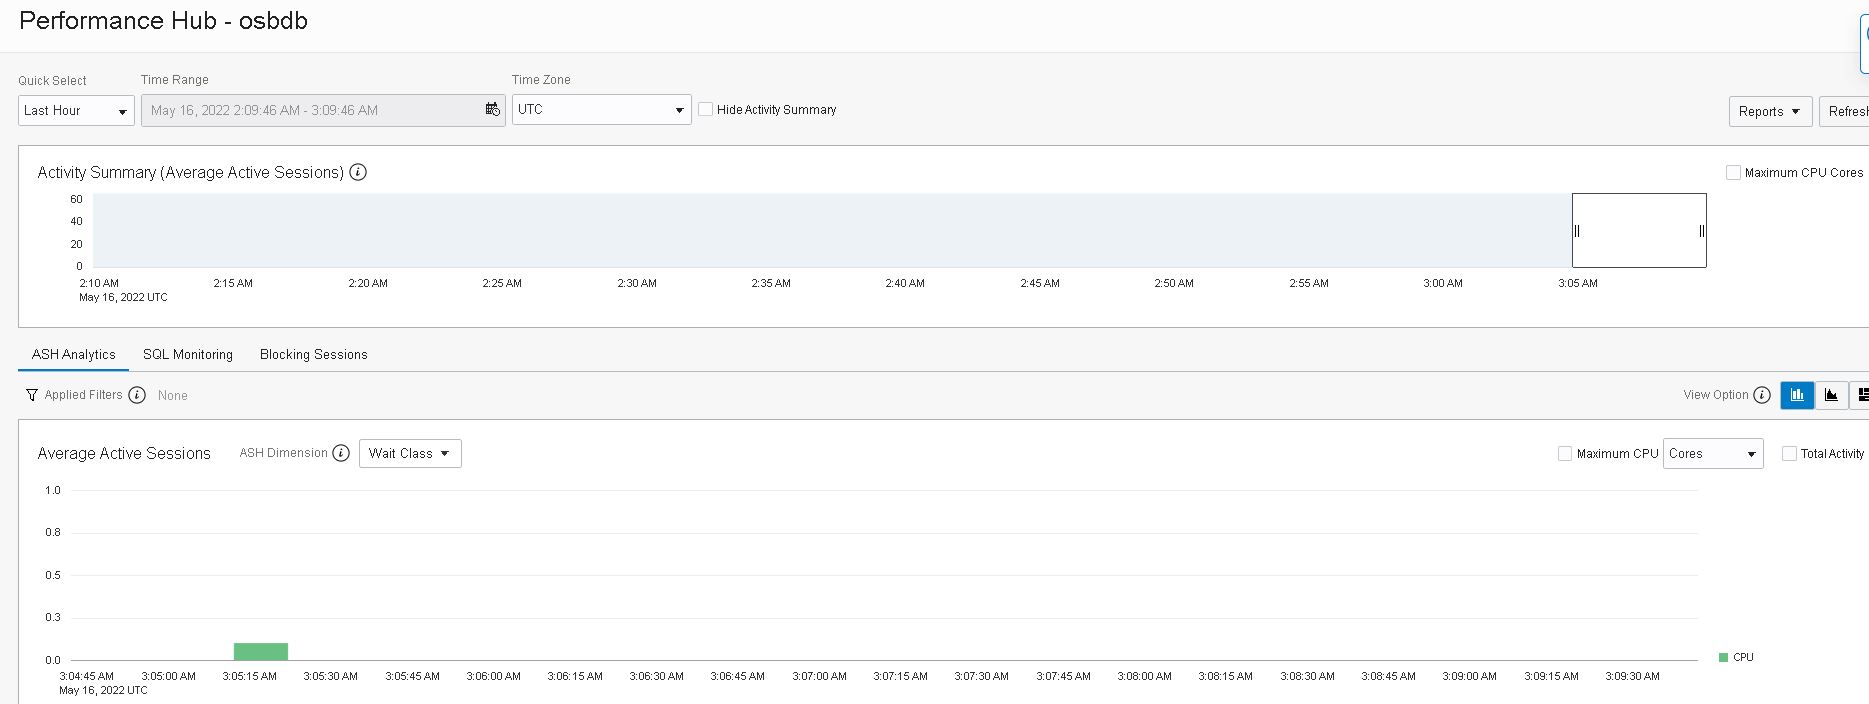 Performance Hub - osbdb
Quick Select
Time Range
Time Zone
Last Hour
May 16, 2022 2:09:46 AM - 3:09:46 AM
UTC
Hide Activity Summary
Reports
Refresh
Activity Summary (Average Active Sessions)
Maximum CPU Cores
60
40
20
0
2:10 AM 2:15 AM 2:20 AM 2:25 AM 2:30 AM 2:35 AM 2:40 AM 2:45 AM 2:50 AM 2:55 AM 3:00 AM 3:05 AM
May 16, 2022 UTC
ASH Analytics SQL Monitoring Blocking Sessions
Applied Filters None
View Option
Average Active Sessions ASH Dimension Wait Class
Maximum CPU Cores Total Activity
1.0
0.8
0.5
0.3
0.0
CPU
3:04:45 AM 3:05:00 AM 3:05:15 AM 3:05:30 AM 3:05:45 AM 3:06:00 AM 3:06:15 AM 3:06:30 AM 3:06:45 AM 3:07:00 AM 3:07:15 AM 3:07:30 AM 3:07:45 AM 3:08:00 AM 3:08:15 AM 3:08:30 AM 3:08:45 AM 3:09:00 AM 3:09:15 AM 3:09:30 AM
May 16, 2022 UTC